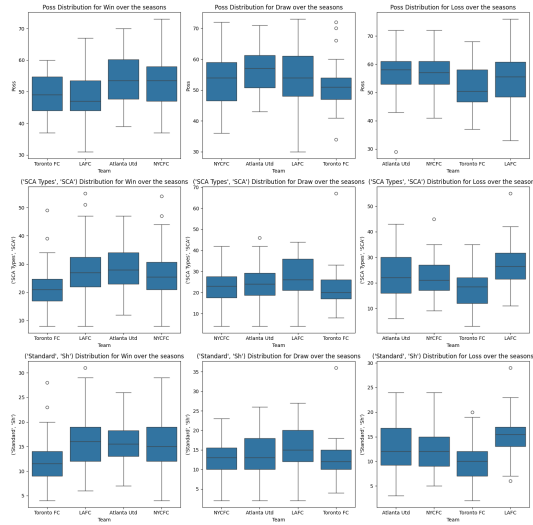 Poss Distribution for Win over the seasons
Poss
75
70
65
60
55
50
45
40
35
30
Toronto FC LAFC Atlanta Utd NYCFC
Team
Poss Distribution for Draw over the seasons
Poss
70
60
50
40
30
NYCFC Atlanta Utd LAFC Toronto FC
Team
Poss Distribution for Loss over the seasons
Poss
70
60
50
40
30
Atlanta Utd NYCFC Toronto FC LAFC
Team
('SCA Types', 'SCA') Distribution for Win over the seasons
('SCA Types', 'SCA')
50
40
30
20
10
Toronto FC LAFC Atlanta Utd NYCFC
Team
('SCA Types', 'SCA') Distribution for Draw over the seasons
('SCA Types', 'SCA')
70
60
50
40
30
20
10
NYCFC Atlanta Utd LAFC Toronto FC
Team
('SCA Types', 'SCA') Distribution for Loss over the seasons
('SCA Types', 'SCA')
50
40
30
20
10
Atlanta Utd NYCFC Toronto FC LAFC
Team
('Standard', 'Sh') Distribution for Win over the seasons
('Standard', 'Sh')
30
25
20
15
10
5
Toronto FC LAFC Atlanta Utd NYCFC
Team
('Standard', 'Sh') Distribution for Draw over the seasons
('Standard', 'Sh')
35
30
25
20
15
10
5
NYCFC Atlanta Utd LAFC Toronto FC
Team
('Standard', 'Sh') Distribution for Loss over the seasons
('Standard', 'Sh')
30
25
20
15
10
5
Atlanta Utd NYCFC Toronto FC LAFC
Team